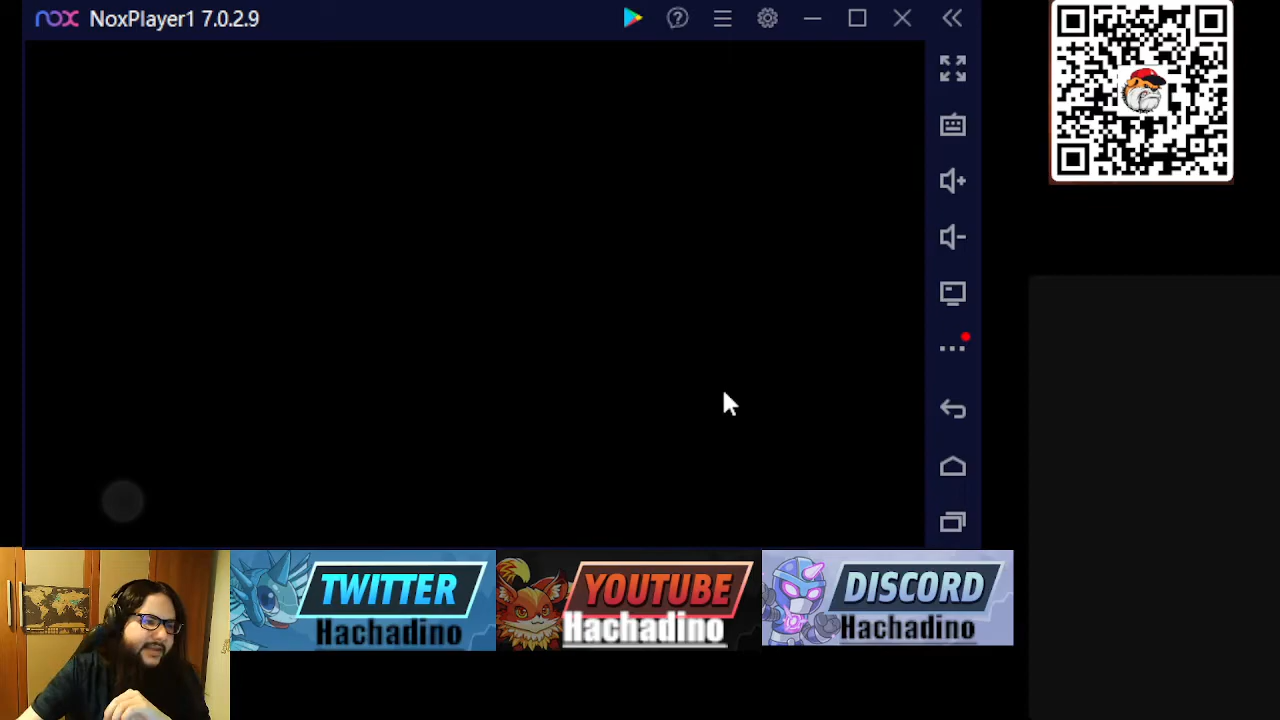 nox NoxPlayer1 7.0.2.9
TWITTER
Hachadino
YOUTUBE
Hachadino
DISCORD
Hachadino